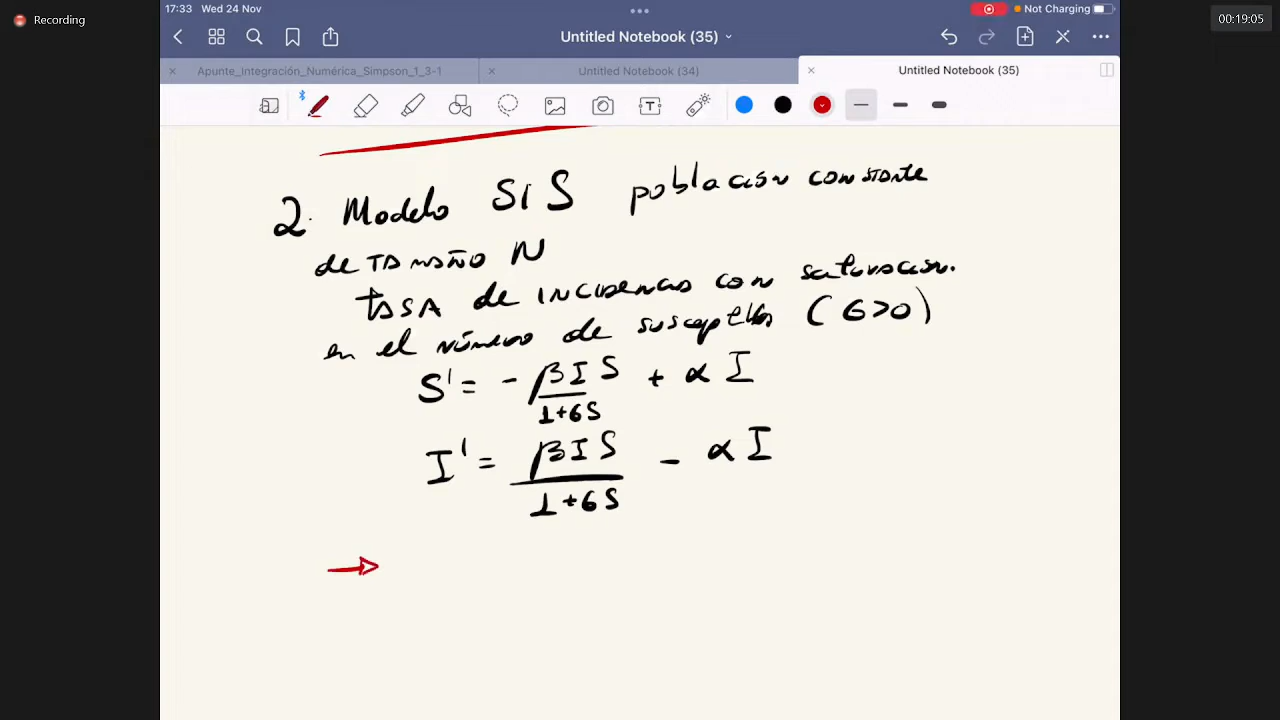 Recording
17:33 Wed 24 Nov
Not Charging
00:19:05
Untitled Notebook (35)
Apunte_Integración_Numérica_Simpson_1_3-1
Untitled Notebook (34)
Untitled Notebook (35)
2. Modelo SIS población constante
de tamaño N
tasa de incidencia con saturación.
en el número de susceptibles (σ>0)
S' = - βIS/(1+σS) + αI
I' = βIS/(1+σS) - αI
→